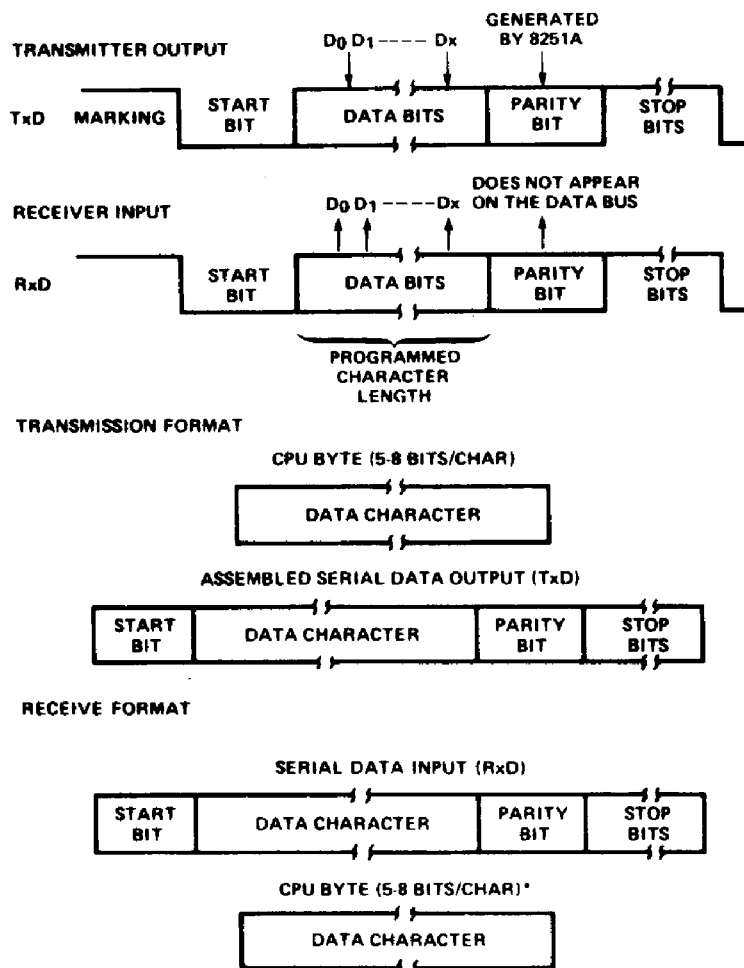 GENERATED
BY 8251A
TRANSMITTER OUTPUT
D0 D1 ---- Dx
TxD MARKING
START
BIT
DATA BITS
PARITY
BIT
STOP
BITS
RECEIVER INPUT
D0 D1 ----Dx
DOES NOT APPEAR
ON THE DATA BUS
RxD
START
BIT
DATA BITS
PARITY
BIT
STOP
BITS
PROGRAMMED
CHARACTER
LENGTH
TRANSMISSION FORMAT
CPU BYTE (5-8 BITS/CHAR)
DATA CHARACTER
ASSEMBLED SERIAL DATA OUTPUT (TxD)
START
BIT
DATA CHARACTER
PARITY
BIT
STOP
BITS
RECEIVE FORMAT
SERIAL DATA INPUT (RxD)
START
BIT
DATA CHARACTER
PARITY
BIT
STOP
BITS
CPU BYTE (5-8 BITS/CHAR)*
DATA CHARACTER